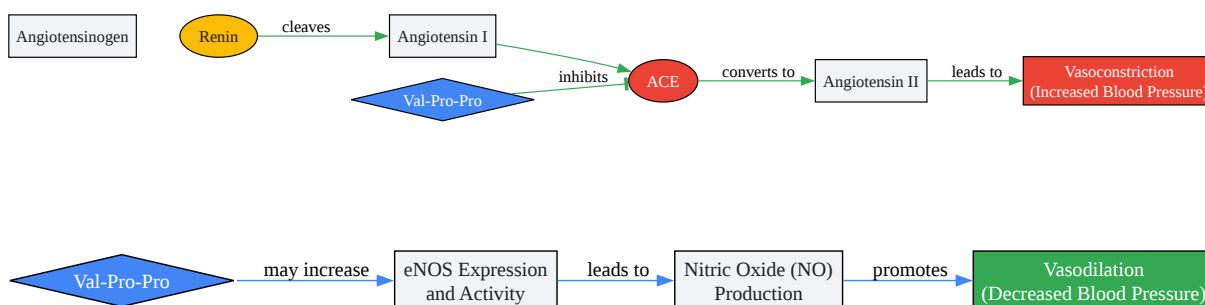 Angiotensinogen
Renin
cleaves
Angiotensin I
Val-Pro-Pro
inhibits
ACE
converts to
Angiotensin II
leads to
Vasoconstriction
(Increased Blood Pressure)
Val-Pro-Pro
may increase
eNOS Expression
and Activity
leads to
Nitric Oxide (NO)
Production
promotes
Vasodilation
(Decreased Blood Pressure)